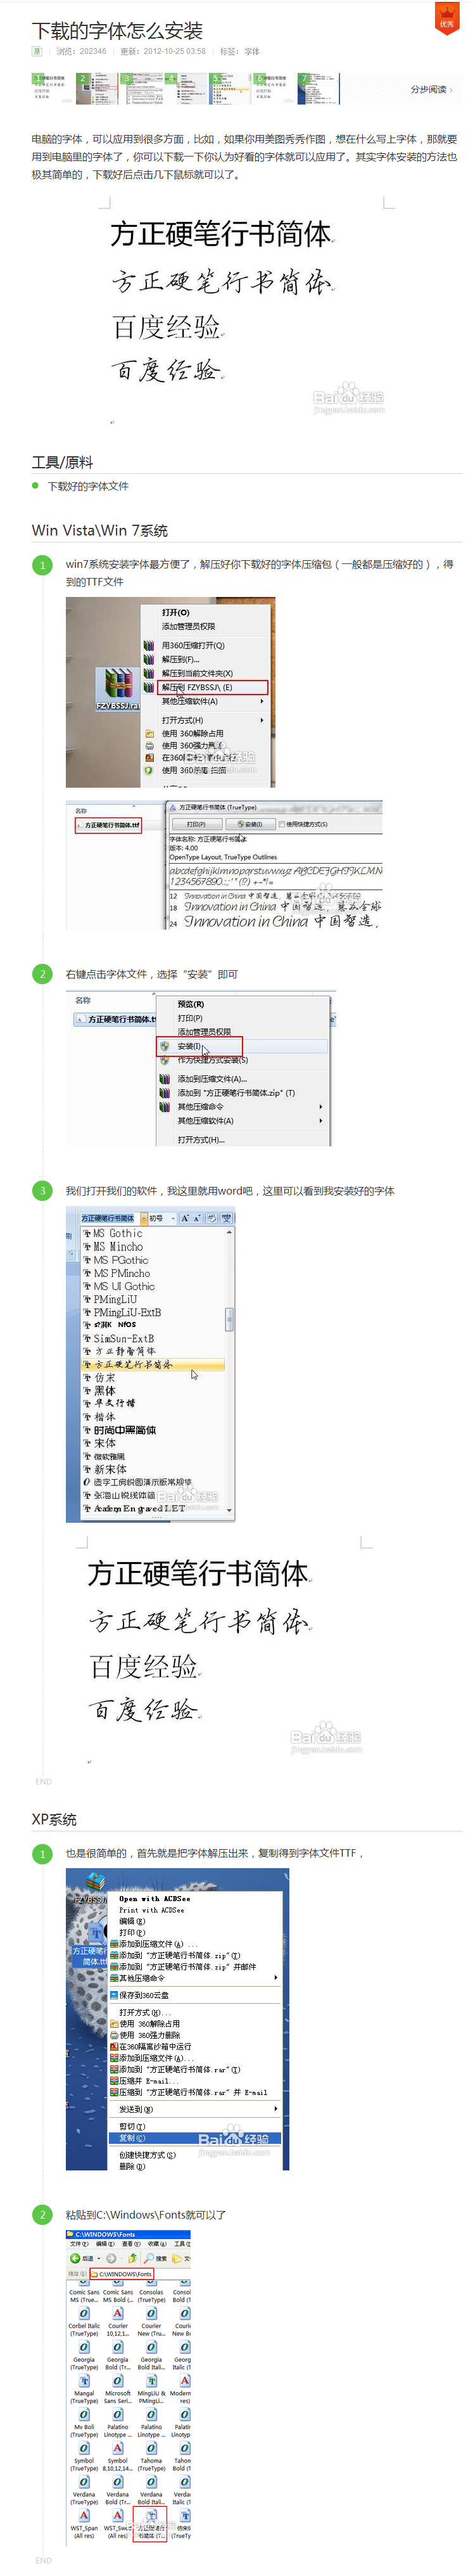 下载的字体怎么安装
优秀
原 浏览：202346 | 更新：2012-10-25 03:58 | 标签：字体
1 2 3 4 5 6 7
分步阅读
电脑的字体，可以应用到很多方面，比如，如果你用美图秀秀作图，想在什么写上字体，那就要
用到电脑里的字体了，你可以下载一下你认为好看的字体就可以应用了。其实字体安装的方法也
极其简单的，下载好后点击几下鼠标就可以了。
方正硬笔行书简体
方正硬笔行书简体
百度经验
百度经验
Baidu经验
jingyan.baidu.com
工具/原料
下载好的字体文件
Win Vista\Win 7系统
1 win7系统安装字体最方便了，解压好你下载好的字体压缩包（一般都是压缩好的），得
到的TTF文件
打开(O)
添加管理员权限
用360压缩打开(Q)
解压到(F)...
解压到当前文件夹(X)
解压到 FZYBSSJ\ (E)
其他压缩软件(A)
FZYBSSJ.rar
打开方式(H)
使用 360解除占用
使用 360强力删除
使用 360杀毒 扫描
名称
方正硬笔行书简体.ttf
方正硬笔行书简体 (TrueType)
打印(P) 安装(I) 使用快捷方式(S)
字体名称: 方正硬笔行书简体
版本: 4.00
OpenType Layout, TrueType Outlines
abcdefghijklmnopqrstuvwxyz ABCDEFGHIJKLMN
1234567890.:,;
12 Innovation in China 中国智造，慧及全球
18 Innovation in China 中国智造，慧及全球
24 Innovation in China 中国智造，
2 右键点击字体文件，选择“安装”即可
名称
方正硬笔行书简体.tt
预览(R)
打印(P)
添加管理员权限
安装(I)
作为快捷方式安装(S)
添加到压缩文件(A)...
添加到 "方正硬笔行书简体.zip" (T)
其他压缩命令
其他压缩软件(A)
打开方式(H)...
3 我们打开我们的软件，我这里就用word吧，这里可以看到我安装好的字体
方正硬笔行书简体 初号
MS Gothic
MS Mincho
MS PGothic
MS PMincho
MS UI Gothic
PMingLiU
PMingLiU-ExtB
SimSun-ExtB
方正静蕾简体
方正硬笔行书简体
仿宋
黑体
华文行楷
楷体
时尚中黑简体
宋体
微软雅黑
新宋体
造字工房悦圆演示版常规体
张海山锐线体简
Academy Engraved LET
Baidu经验
方正硬笔行书简体
方正硬笔行书简体
百度经验
百度经验
Baidu经验
jingyan.baidu.com
END
XP系统
1 也是很简单的，首先就是把字体解压出来，复制得到字体文件TTF，
方正硬笔行书
简体.ttf
Open with ACDSee
Print with ACDSee
编辑(E)
打印(P)
添加到压缩文件(A)...
添加到 "方正硬笔行书简体.zip"(T)
添加到 "方正硬笔行书简体.zip" 并邮件
其他压缩命令
保存到360云盘
打开方式(H)...
使用 360解除占用
使用 360强力删除
在360隔离沙箱中运行
添加到压缩文件(A)...
添加到 "方正硬笔行书简体.rar"(T)
压缩并 E-mail...
压缩到 "方正硬笔行书简体.rar" 并 E-mail
发送到(N)
剪切(T)
复制(C)
创建快捷方式(S)
删除(D)
Baidu经验
jingyan.baidu.com
2 粘贴到C:\Windows\Fonts就可以了
C:\WINDOWS\Fonts
文件(F) 编辑(E) 查看(V) 收藏(A) 工具(T)
后退 搜索
地址(D) C:\WINDOWS\Fonts
Comic Sans MS (True... Comic Sans MS Bold (... Consolas (TrueType) Consol Bold (
Corbel Italic (TrueType) Courier 10,12,1... Courier New (Tru...
Georgia (TrueType) Georgia Bold (Tr... Georgia Bold Itali... Georgi Italic (T
Mangal (TrueType) Microsoft Sans Seri... MingLiU & PMingLi... Modern res)
Mv Boli (TrueType) Palatino Linotype ... Palatino Linotype ... Palati Linotyp
Symbol (TrueType) Symbol 8,10,12,14... Tahoma (TrueType) Tahom Bold (
Verdana (TrueType) Verdana Bold (Tr... Verdana Bold Itali... Verdan Italic (
WST_Span (All res) WST_Swed (All res) 方正硬笔行书简体 (T...
END